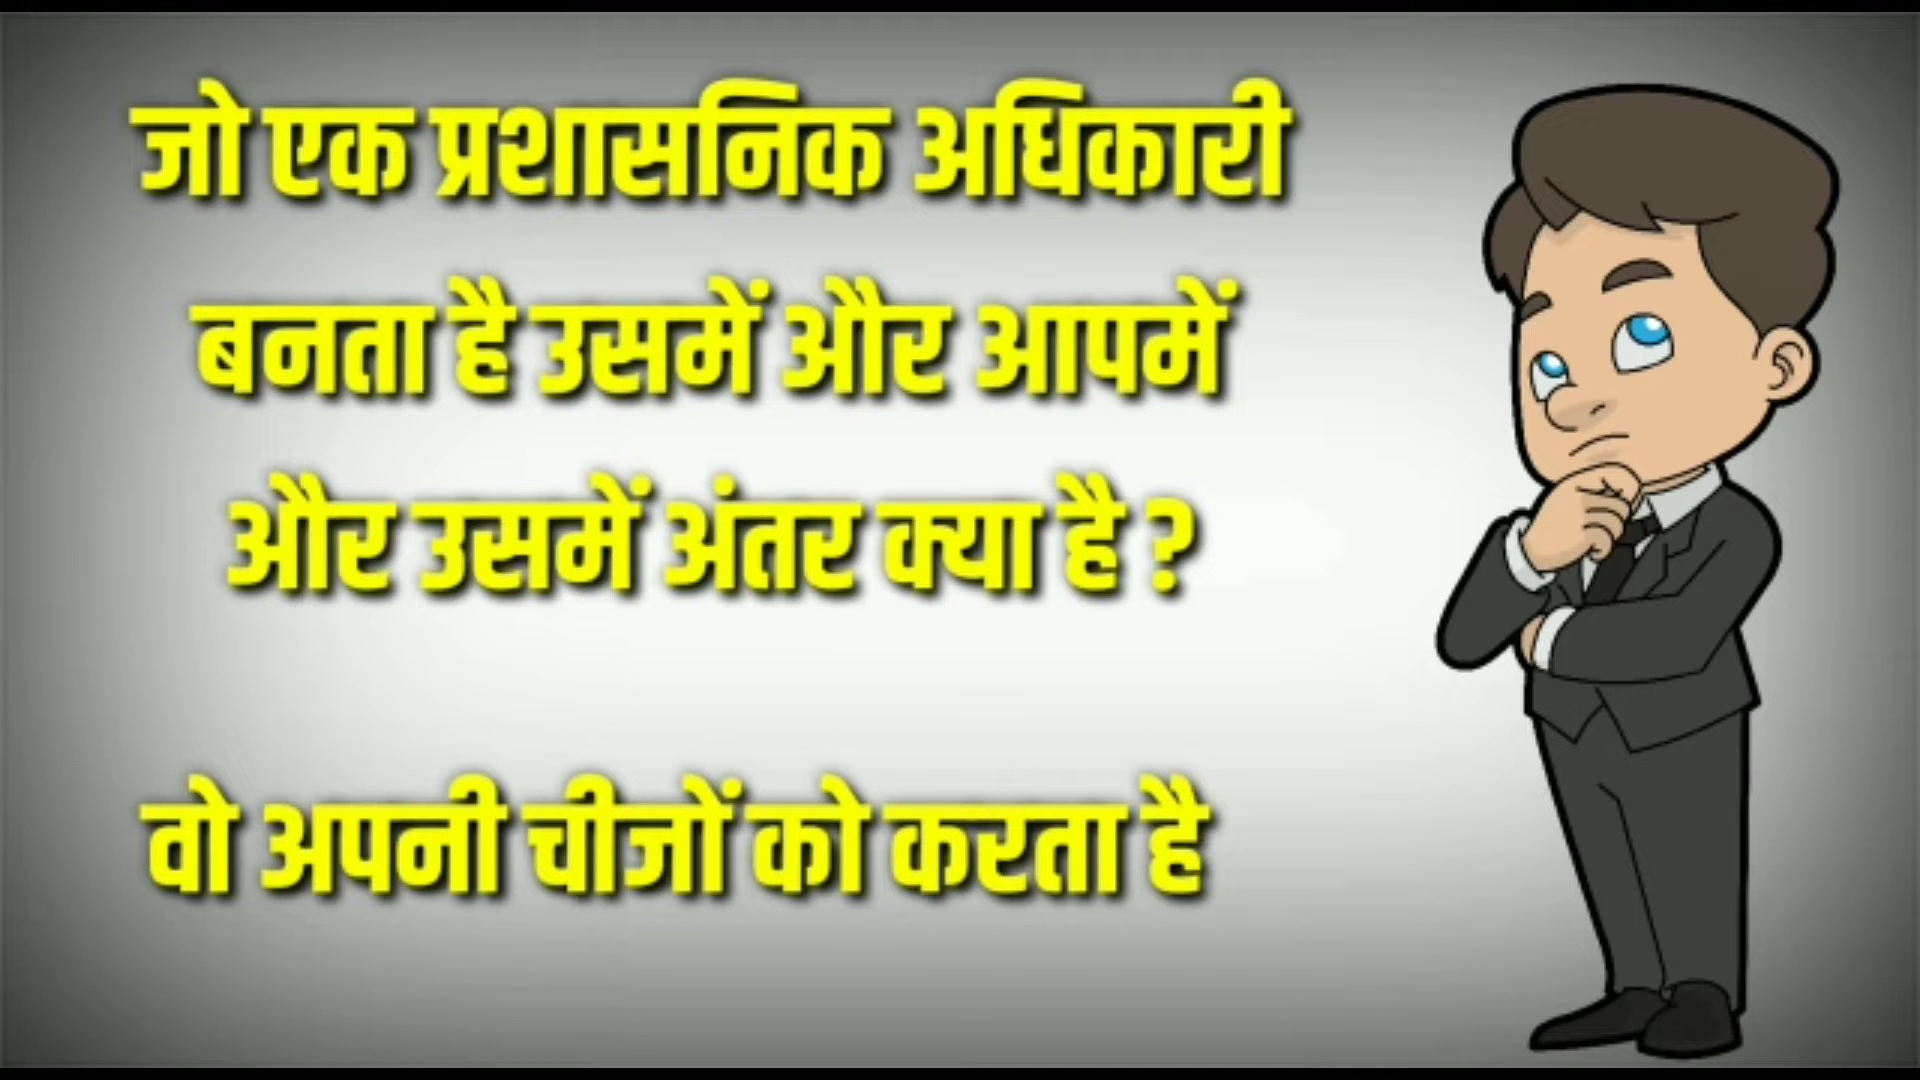 जो एक प्रशासनिक अधिकारी
बनता है उसमें और आपमें
और उसमें अंतर क्या है ?
वो अपनी चीजों को करता है